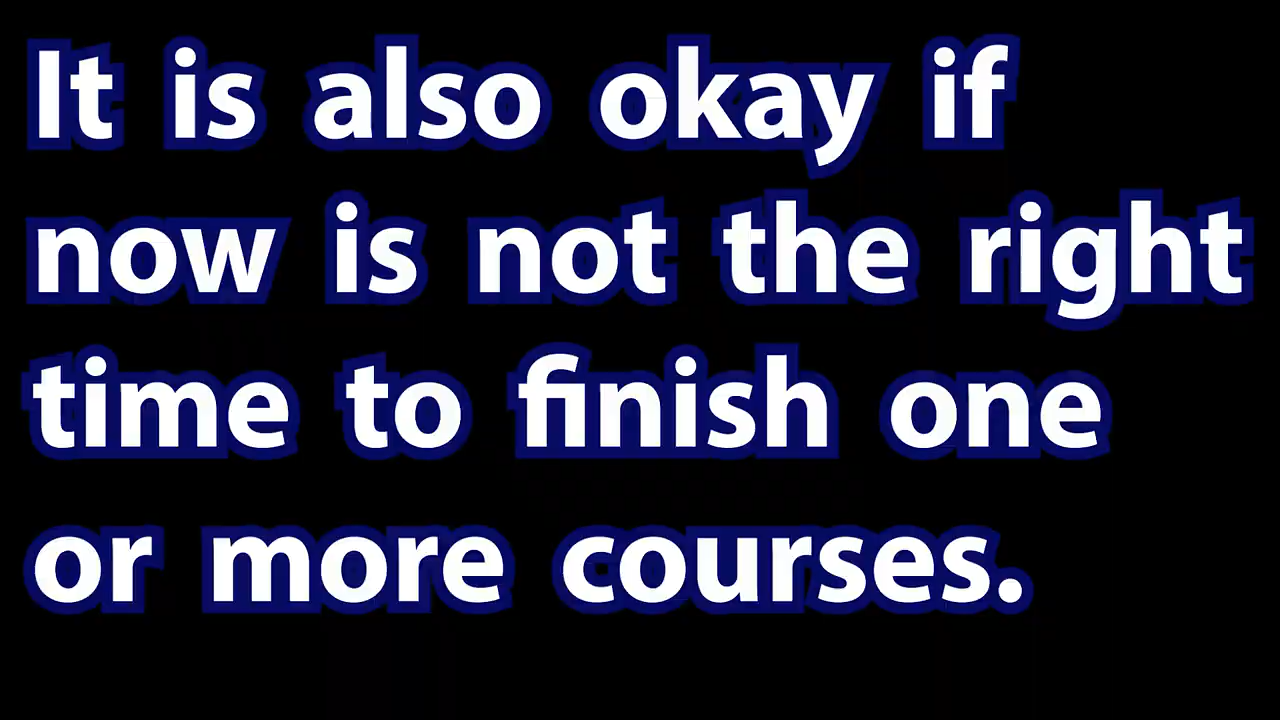 It is also okay if
now is not the right
time to finish one
or more courses.